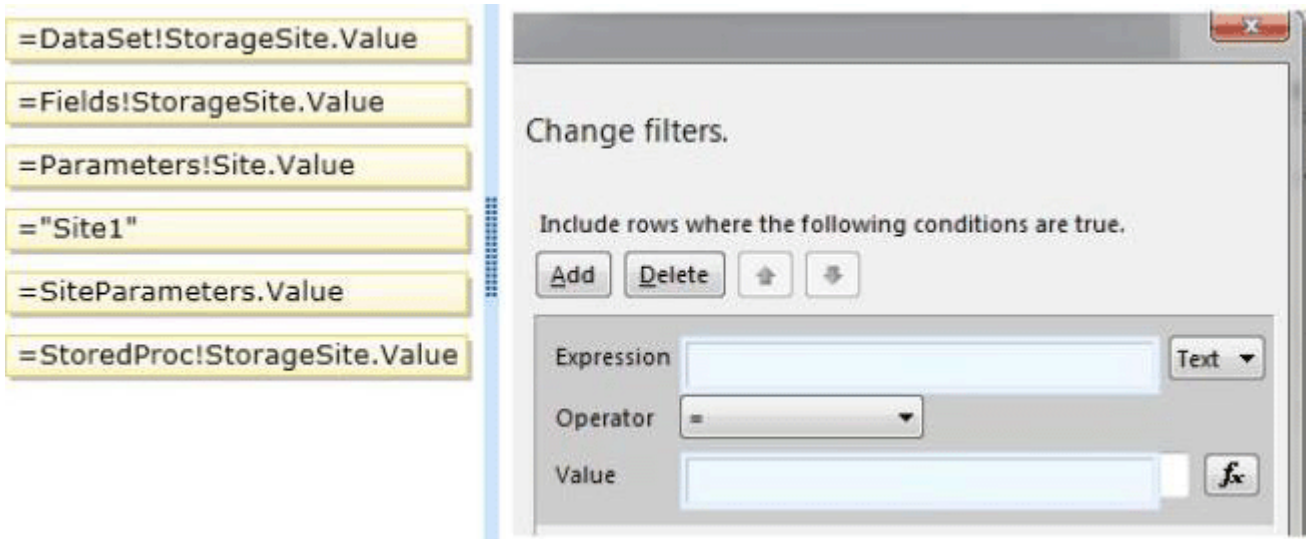 =DataSet!StorageSite.Value
=Fields!StorageSite.Value
=Parameters!Site.Value
="Site1"
=SiteParameters.Value
=StoredProc!StorageSite.Value
x
Change filters.
Include rows where the following conditions are true.
Add Delete
Expression Text
Operator =
Value fx